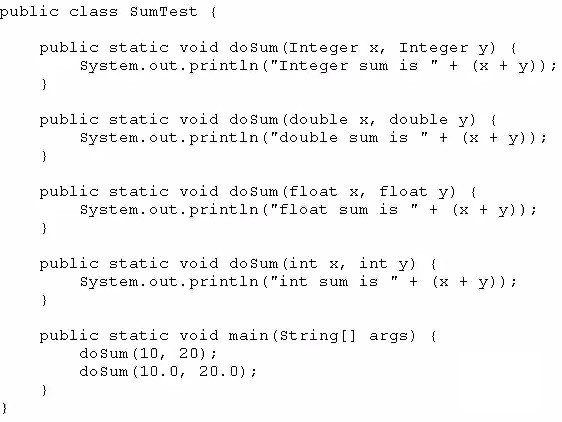 public class SumTest {
    public static void doSum(Integer x, Integer y) {
        System.out.println("Integer sum is " + (x + y));
    }
    public static void doSum(double x, double y) {
        System.out.println("double sum is " + (x + y));
    }
    public static void doSum(float x, float y) {
        System.out.println("float sum is " + (x + y));
    }
    public static void doSum(int x, int y) {
        System.out.println("int sum is " + (x + y));
    }
    public static void main(String[] args) {
        doSum(10, 20);
        doSum(10.0, 20.0);
    }
}